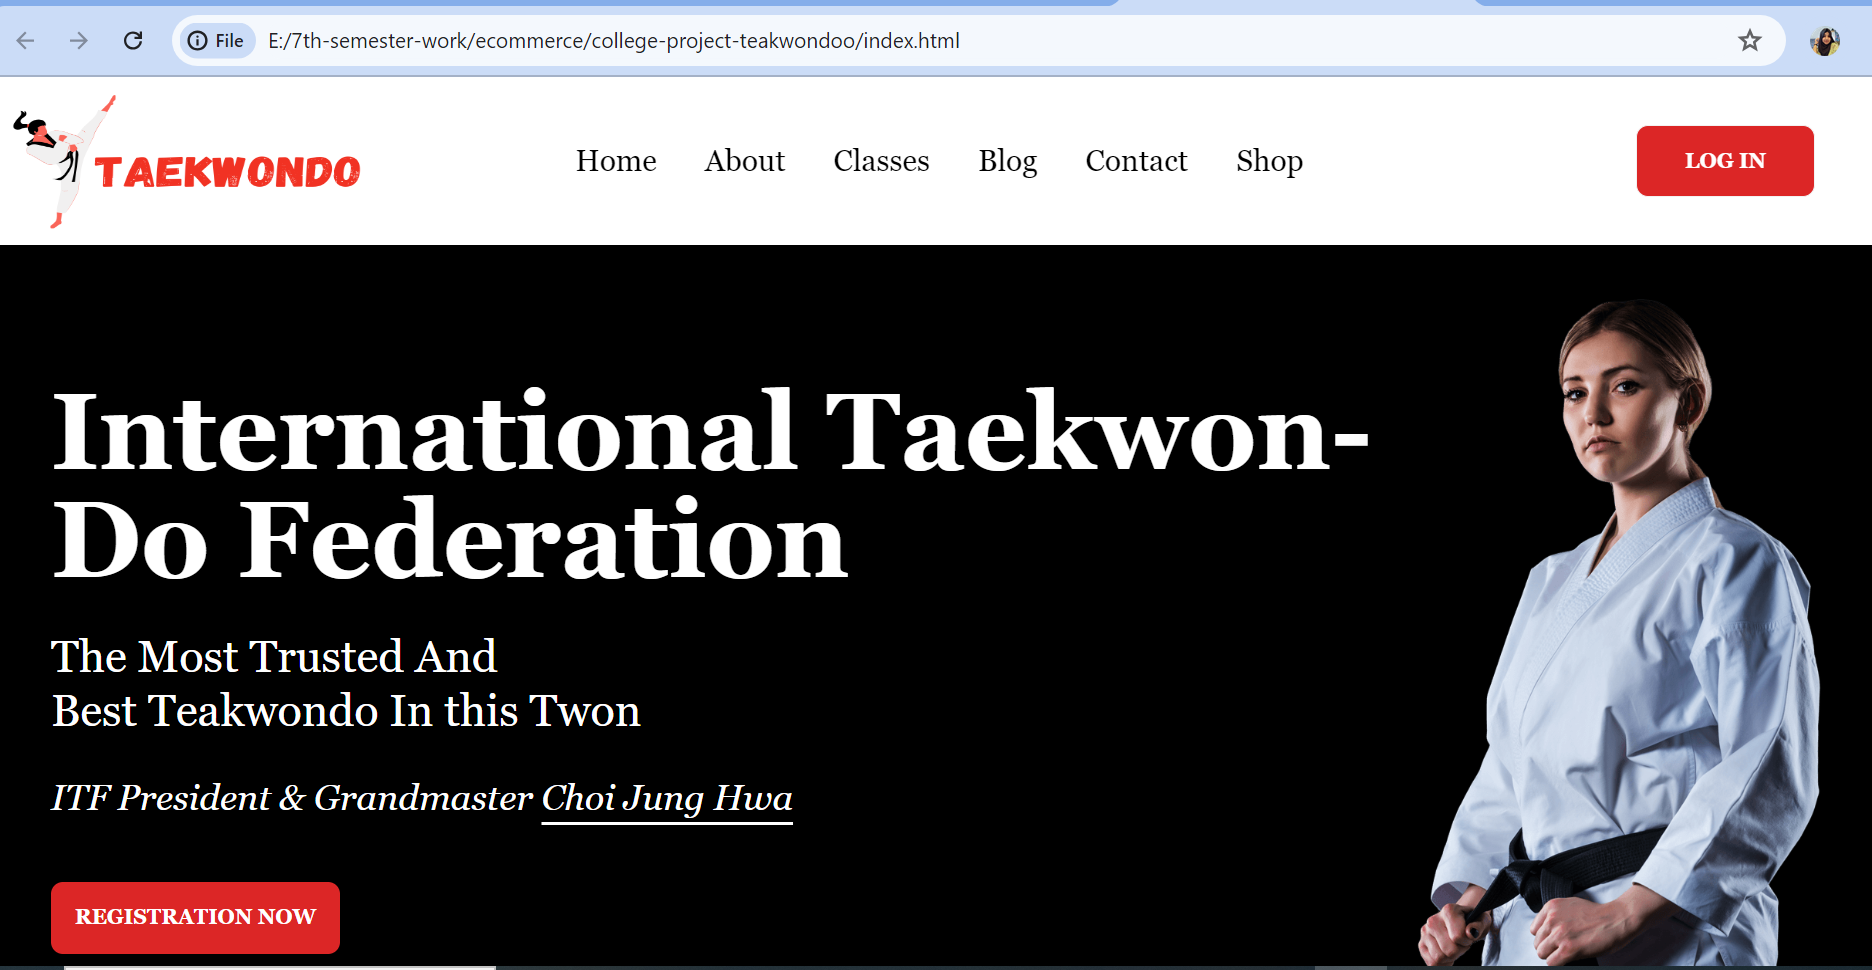 File E:/7th-semester-work/ecommerce/college-project-teakwondoo/index.html
TAEKWONDO
Home About Classes Blog Contact Shop
LOG IN
International Taekwon-
Do Federation
The Most Trusted And
Best Teakwondo In this Twon
ITF President & Grandmaster Choi Jung Hwa
REGISTRATION NOW